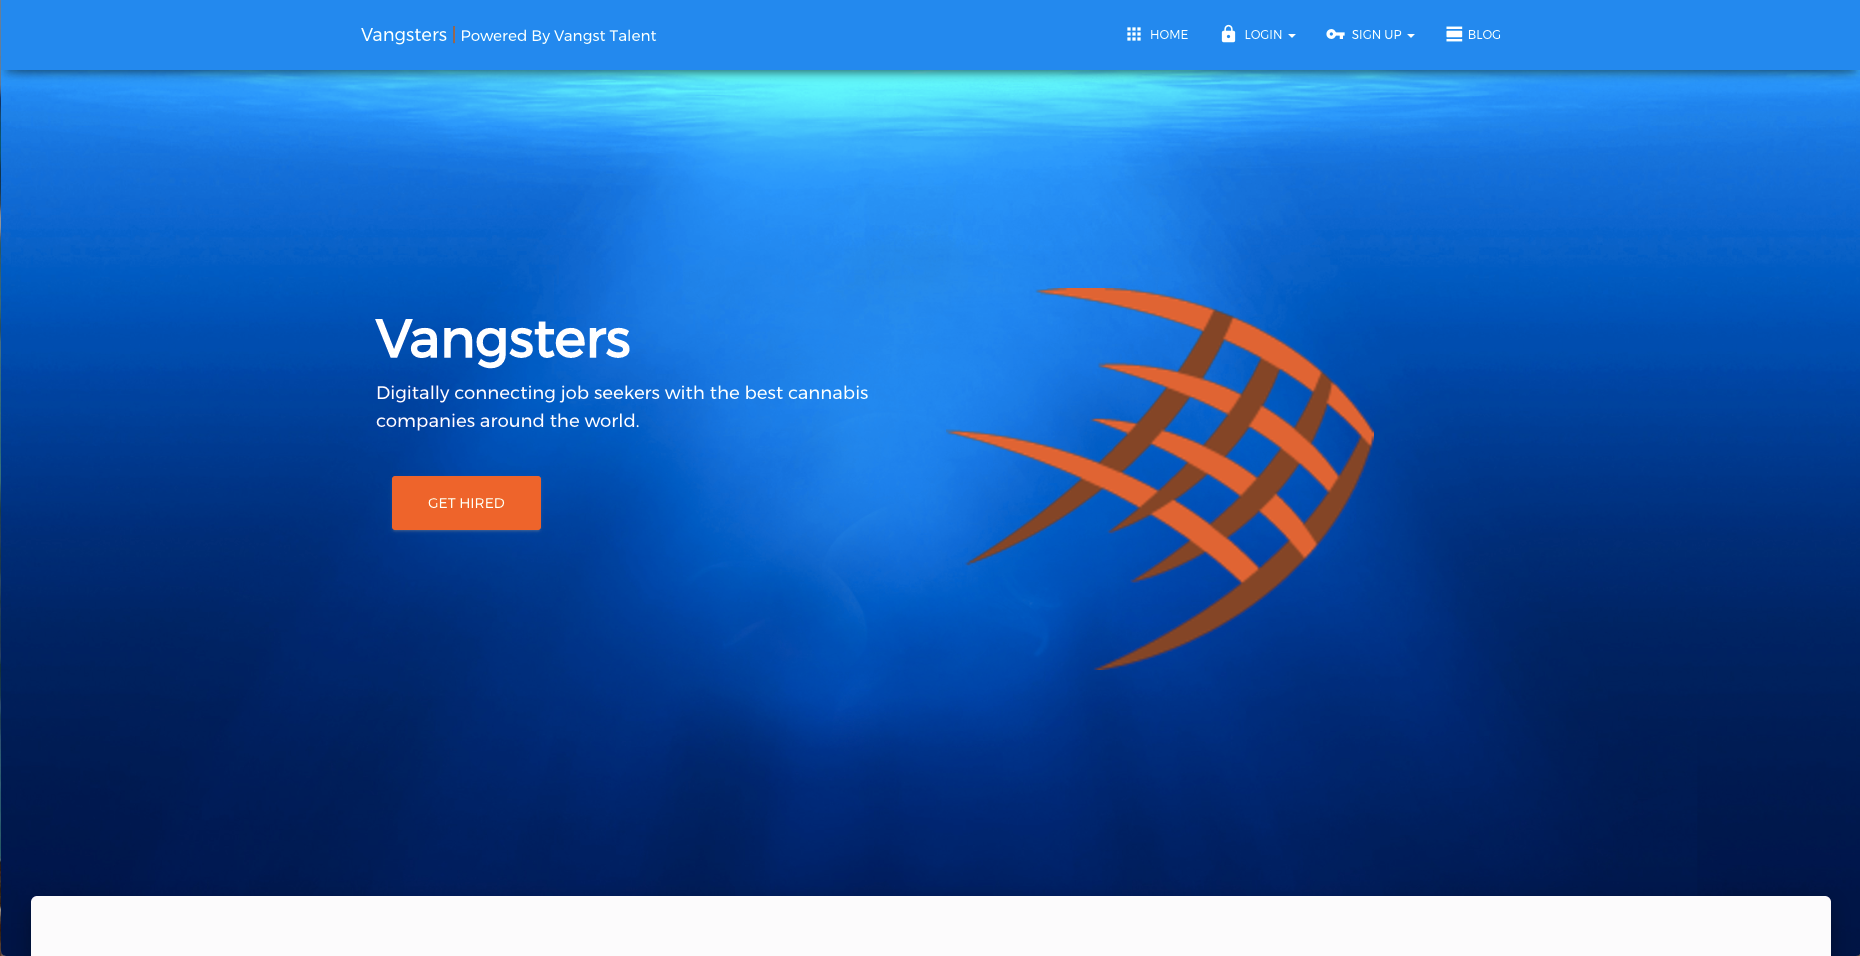 Vangsters | Powered By Vangst Talent
HOME
LOGIN
SIGN UP
BLOG
Vangsters
Digitally connecting job seekers with the best cannabis
companies around the world.
GET HIRED